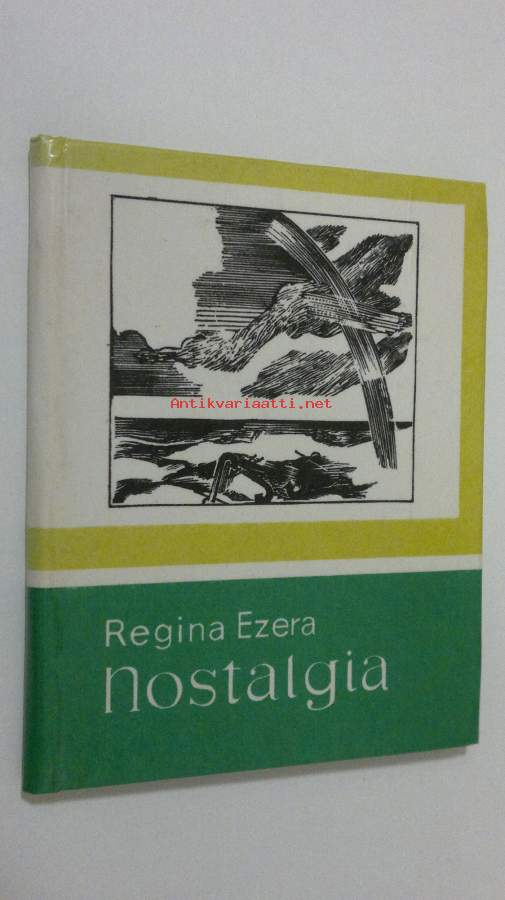 Antikvariaatti.net
Regina Ezera
nostalgia